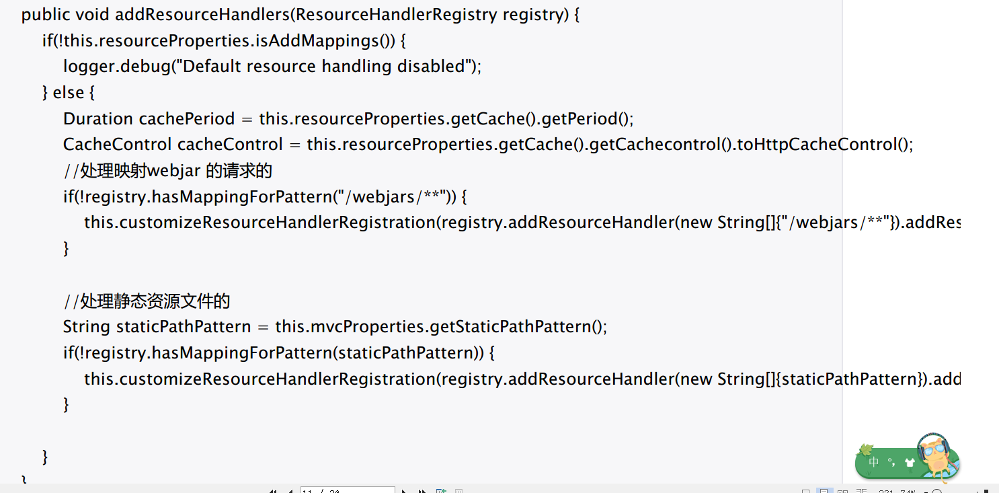 public void addResourceHandlers(ResourceHandlerRegistry registry) {
if(!this.resourceProperties.isAddMappings()) {
logger.debug("Default resource handling disabled");
} else {
Duration cachePeriod = this.resourceProperties.getCache().getPeriod();
CacheControl cacheControl = this.resourceProperties.getCache().getCachecontrol().toHttpCacheControl();
//处理映射webjar 的请求的
if(!registry.hasMappingForPattern("/webjars/**")) {
this.customizeResourceHandlerRegistration(registry.addResourceHandler(new String[]{"/webjars/**"}).addRes
}
//处理静态资源文件的
String staticPathPattern = this.mvcProperties.getStaticPathPattern();
if(!registry.hasMappingForPattern(staticPathPattern)) {
this.customizeResourceHandlerRegistration(registry.addResourceHandler(new String[]{staticPathPattern}).add
}
}
}
中 °,